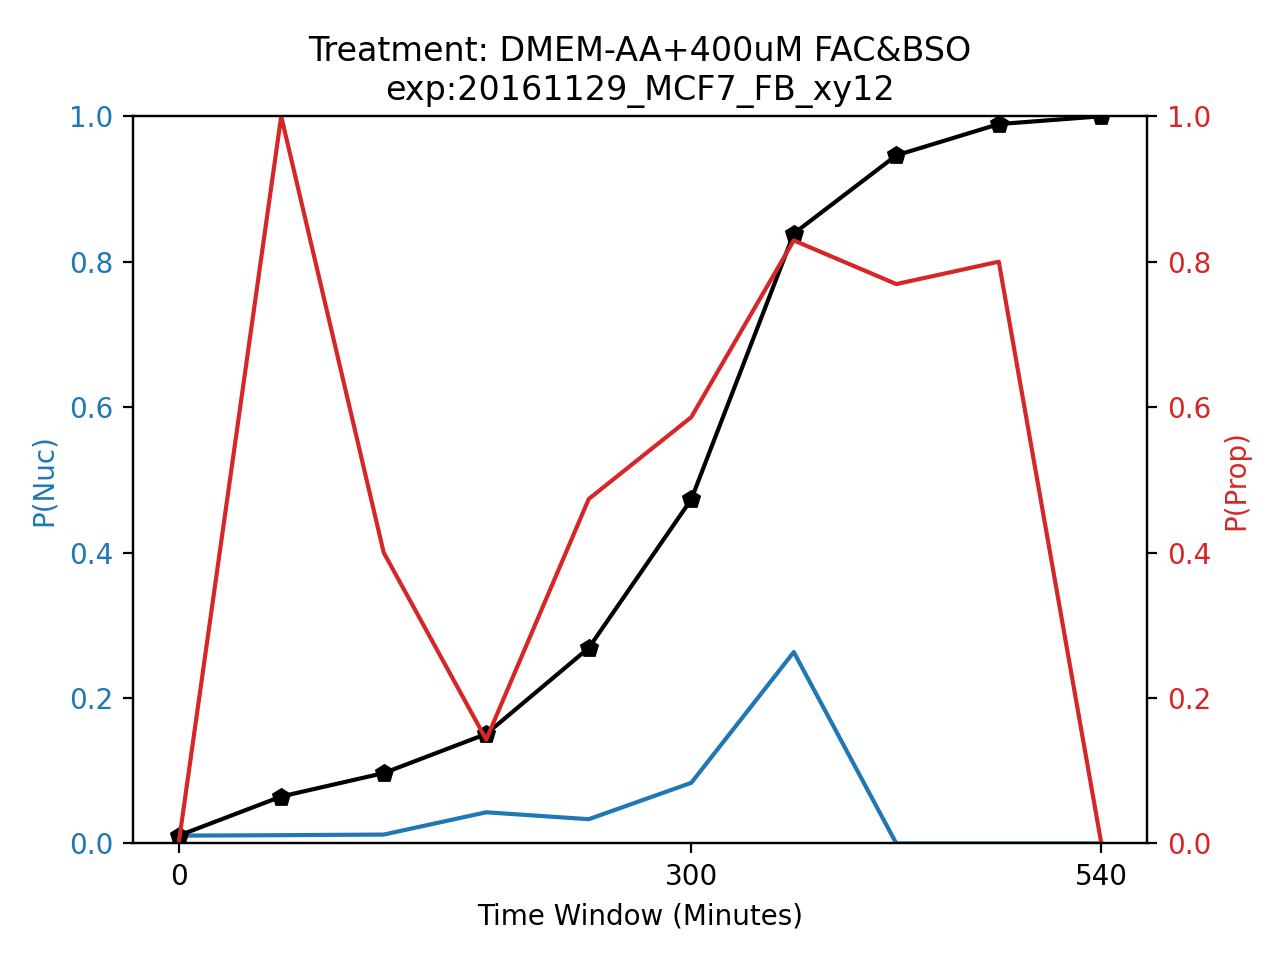 Treatment: DMEM-AA+400uM FAC&BSO
exp:20161129_MCF7_FB_xy12
1.0
0.8
0.6
0.4
0.2
0.0
P(Nuc)
1.0
0.8
0.6
0.4
0.2
0.0
P(Prop)
0 300 540
Time Window (Minutes)